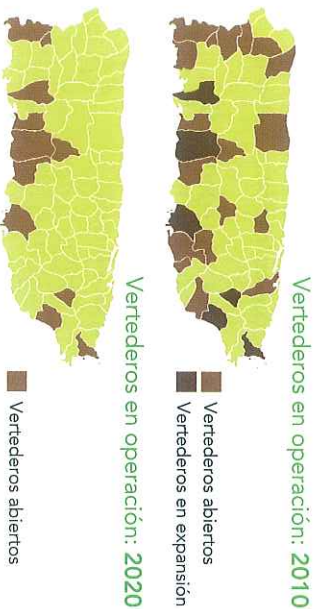 Vertederos en operación: 2010
Vertederos abiertos
Vertederos en expansión
Vertederos en operación: 2020
Vertederos abiertos